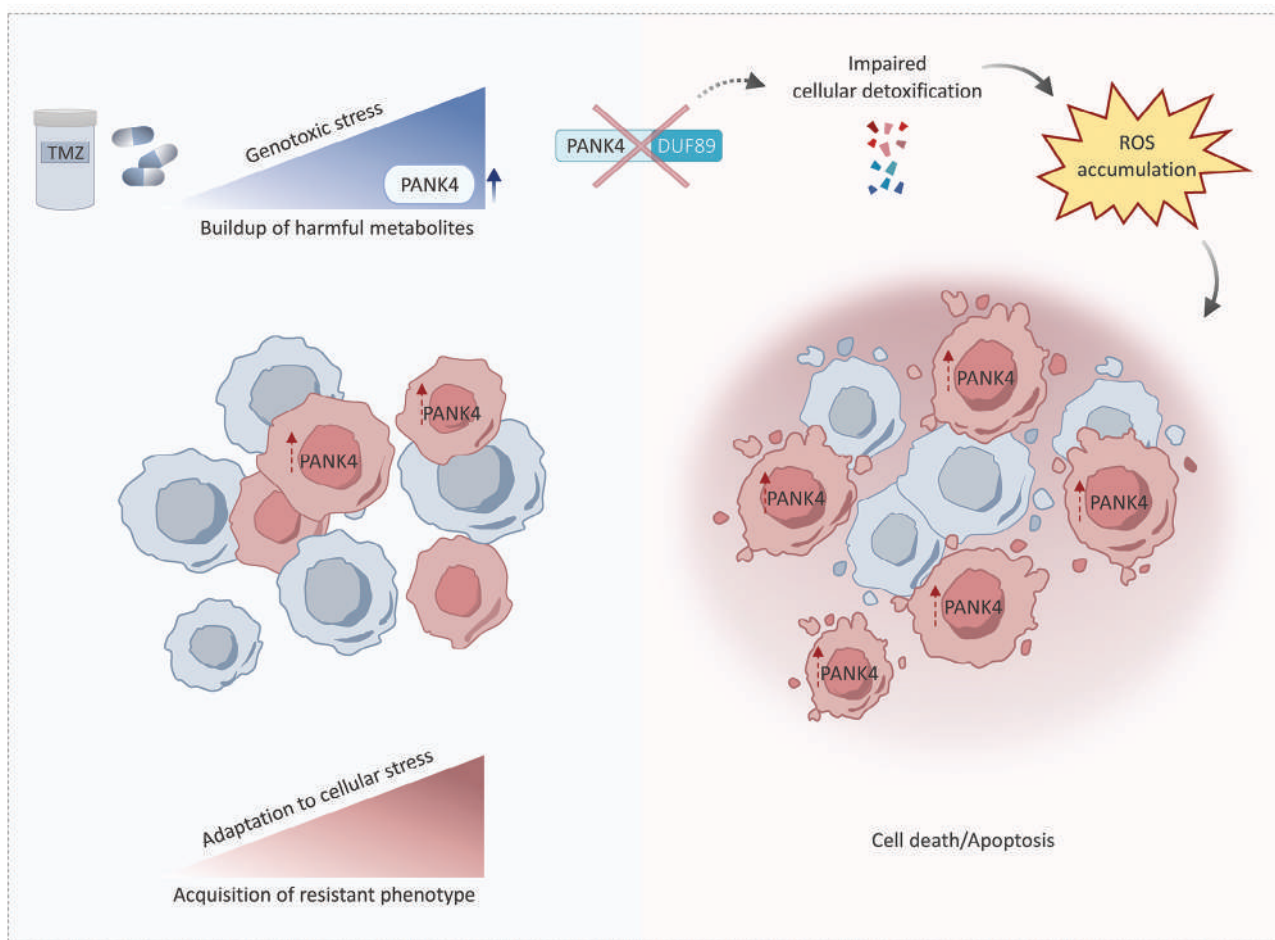 TMZ
Genotoxic stress
PANK4
Buildup of harmful metabolites
PANK4 DUF89
Impaired
cellular detoxification
ROS
accumulation
PANK4
PANK4
Adaptation to cellular stress
Acquisition of resistant phenotype
PANK4
PANK4
PANK4
PANK4
PANK4
Cell death/Apoptosis